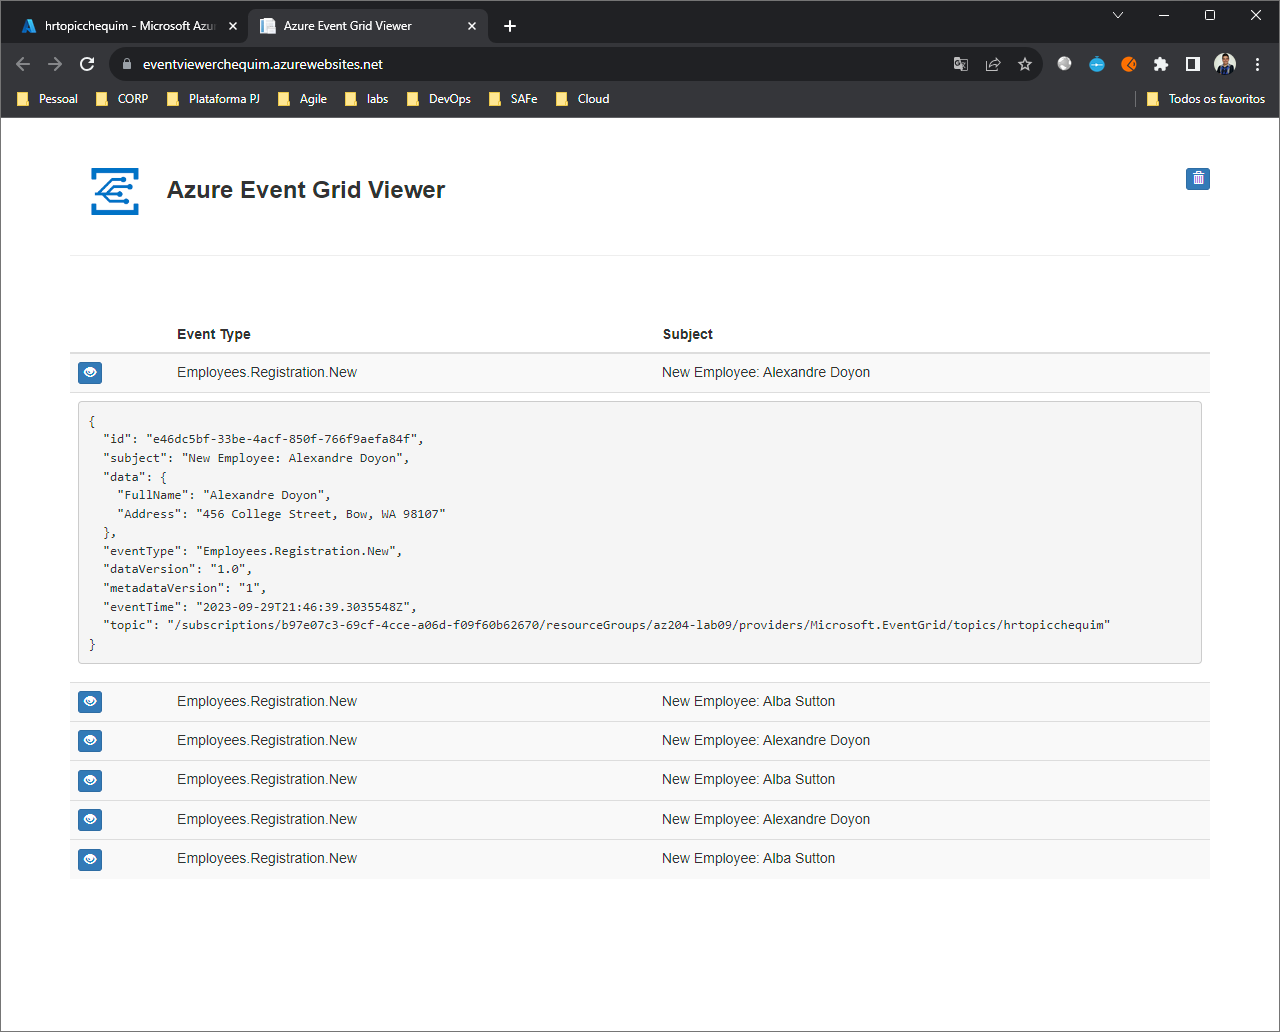 hrtopicchequim - Microsoft Azu
Azure Event Grid Viewer
eventviewerchequim.azurewebsites.net
Pessoal CORP Plataforma PJ Agile labs DevOps SAFe Cloud Todos os favoritos
Azure Event Grid Viewer
Event Type Subject
Employees.Registration.New New Employee: Alexandre Doyon
{
"id": "e46dc5bf-33be-4acf-850f-766f9aefa84f",
"subject": "New Employee: Alexandre Doyon",
"data": {
"FullName": "Alexandre Doyon",
"Address": "456 College Street, Bow, WA 98107"
},
"eventType": "Employees.Registration.New",
"dataVersion": "1.0",
"metadataVersion": "1",
"eventTime": "2023-09-29T21:46:39.3035548Z",
"topic": "/subscriptions/b97e07c3-69cf-4cce-a06d-f09f60b62670/resourceGroups/az204-lab09/providers/Microsoft.EventGrid/topics/hrtopicchequim"
}
Employees.Registration.New New Employee: Alba Sutton
Employees.Registration.New New Employee: Alexandre Doyon
Employees.Registration.New New Employee: Alba Sutton
Employees.Registration.New New Employee: Alexandre Doyon
Employees.Registration.New New Employee: Alba Sutton